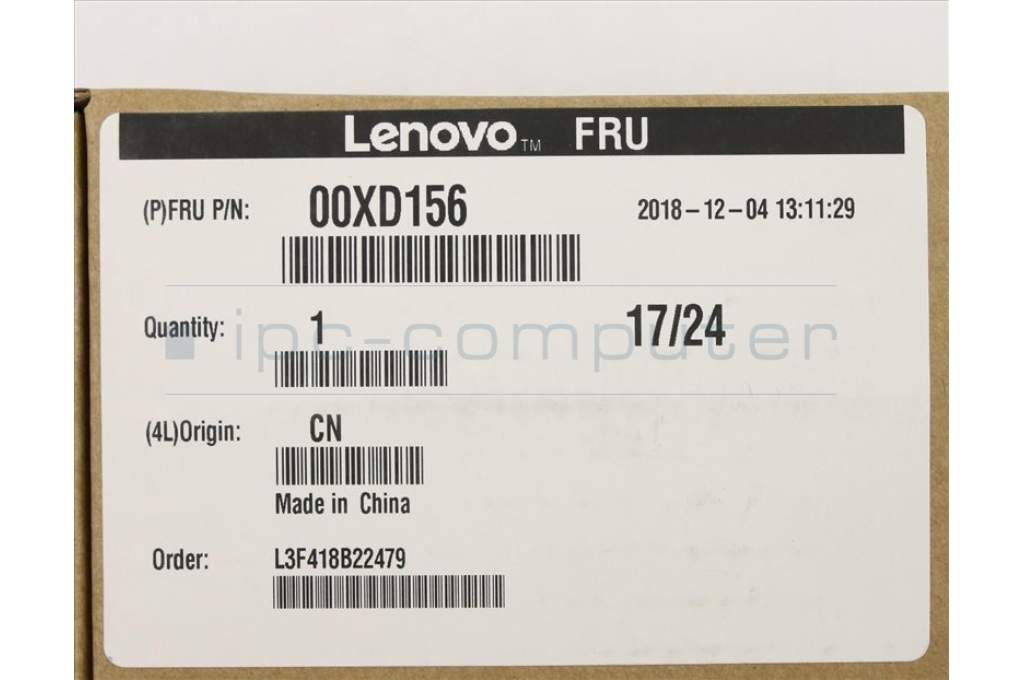 Lenovo™ FRU
(P)FRU P/N: 00XD156 2018-12-04 13:11:29
Quantity: 1 17/24
ipc-computer
(4L)Origin: CN
Made in China
Order: L3F418B22479